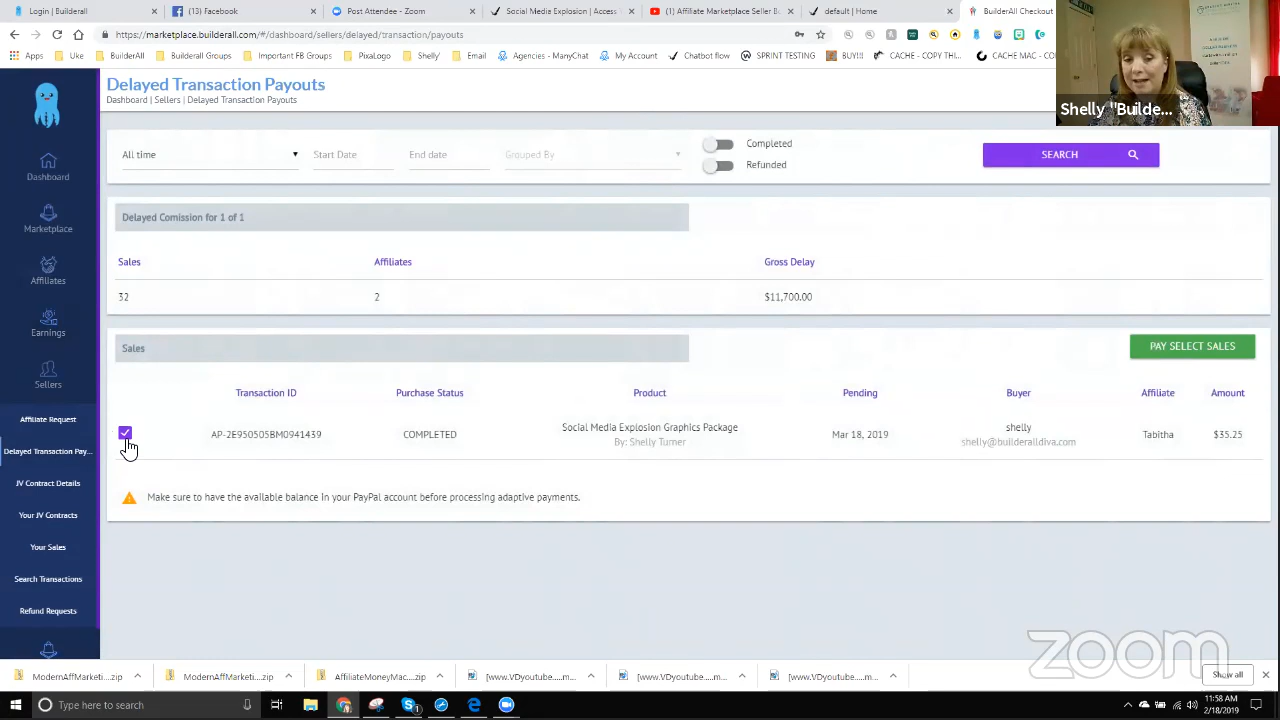 (13) Facebook
Post Attendee - Zoom
Social Media Explosion | Access
(1) Affiliate Marketplace Seller B
default | Home
BuilderAll Checkout
https://marketplace.builderall.com/#/dashboard/sellers/delayed/transaction/payouts
Apps
Uke
BuilderAll
Builderall Groups
Important FB Groups
PixaLogo
Shelly
Email
Agents - ManyChat
My Account
Chatbot flow
SPRINT TESTING
BUY!!!
CACHE - COPY TH
CACHE MAC - CO
Shelly "Builde...
Delayed Transaction Payouts
Dashboard | Sellers | Delayed Transaction Payouts
Dashboard
Marketplace
Affiliates
Earnings
Sellers
Affiliate Request
Delayed Transaction Pay...
JV Contract Details
Your JV Contracts
Your Sales
Search Transactions
Refund Requests
All time
Start Date
End date
Grouped By
Completed
Refunded
SEARCH
Delayed Comission for 1 of 1
Sales Affiliates Gross Delay
32 2 $11,700.00
Sales
PAY SELECT SALES
Transaction ID Purchase Status Product Pending Buyer Affiliate Amount
AP-2E950505BM0941439 COMPLETED Social Media Explosion Graphics Package Mar 18, 2019 shelly Tabitha $35.25
By: Shelly Turner shelly@builderalldiva.com
Make sure to have the available balance in your PayPal account before processing adaptive payments.
zoom
ModernAffMarketi....zip
ModernAffMarketi....zip
AffiliateMoneyMac....zip
[www.VDyoutube....m...
[www.VDyoutube....m...
[www.VDyoutube....m...
Show all
Type here to search
11:58 AM
2/18/2019